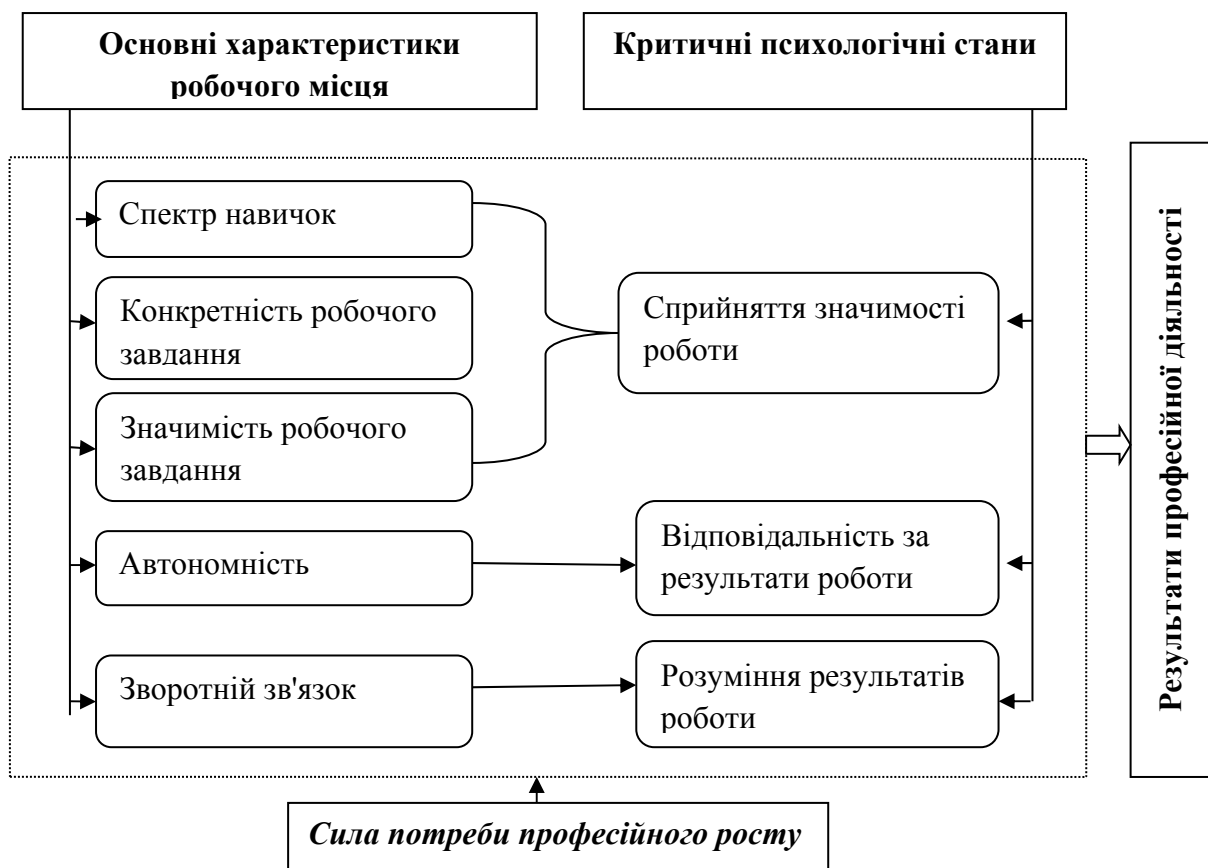 Основні характеристики
робочого місця
Критичні психологічні стани
Спектр навичок
Конкретність робочого
завдання
Значимість робочого
завдання
Автономність
Зворотній зв'язок
Сприйняття значимості
роботи
Відповідальність за
результати роботи
Розуміння результатів
роботи
Результати професійної діяльності
Сила потреби професійного росту